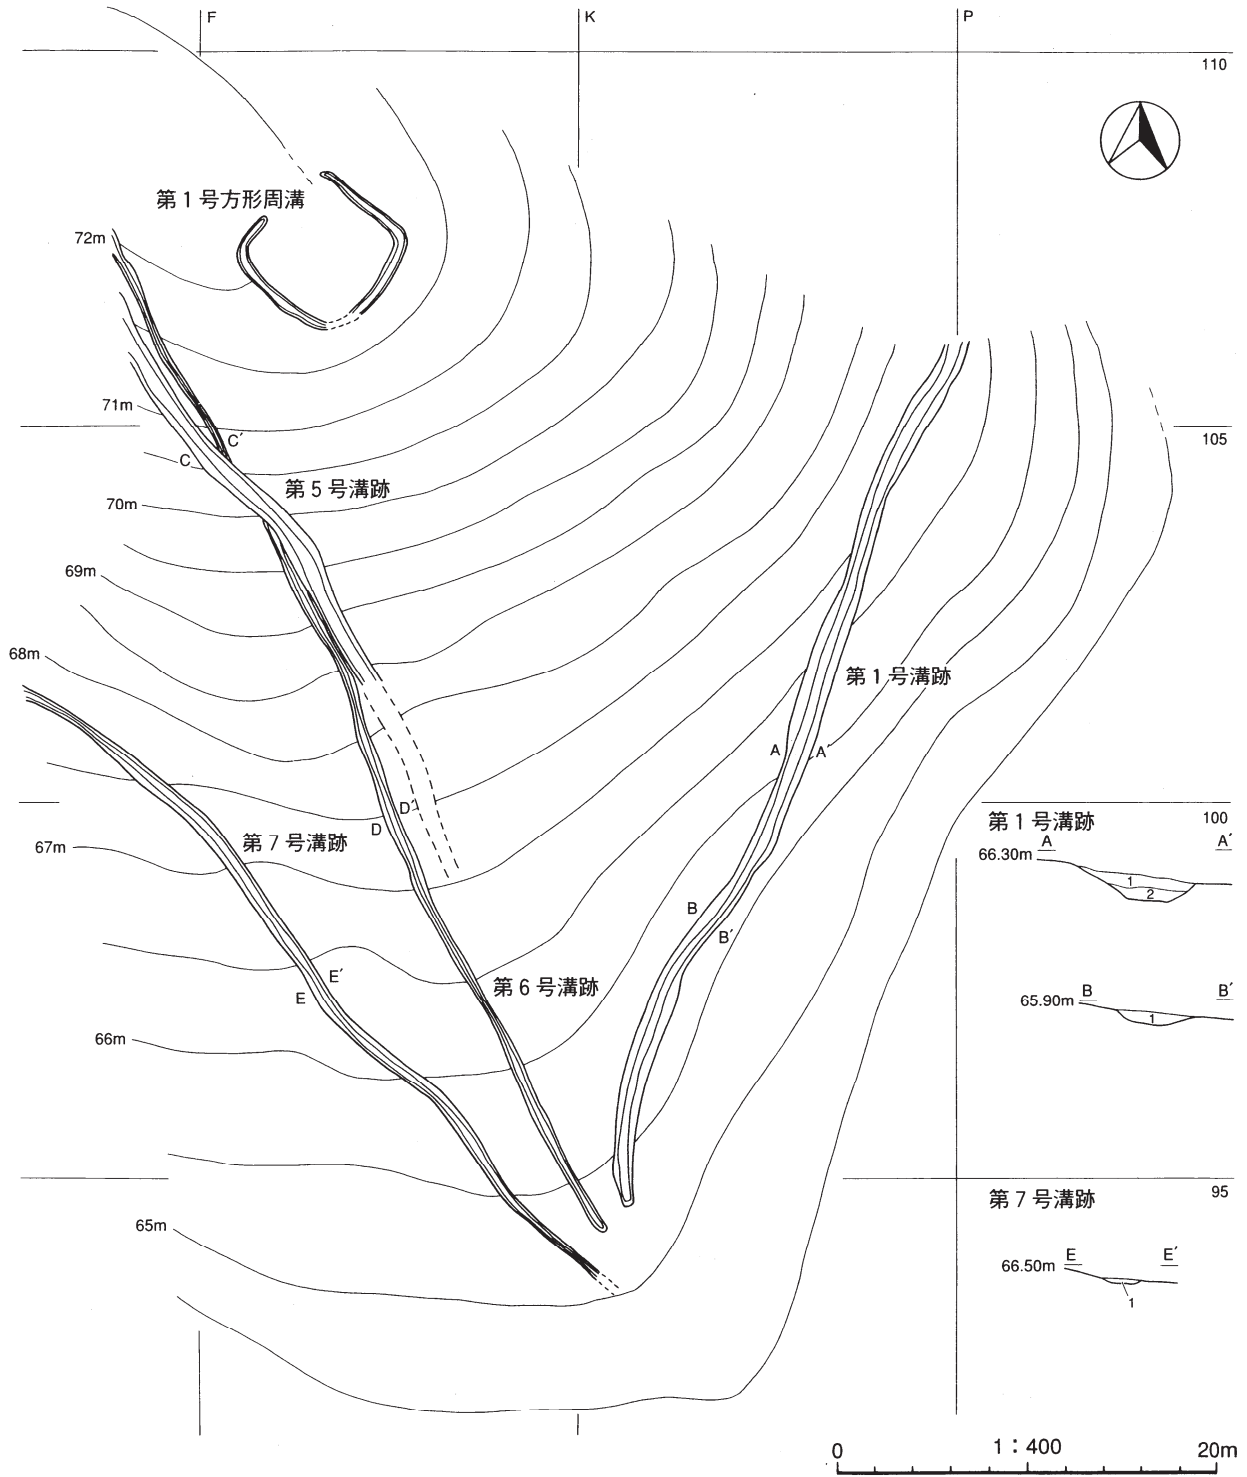 F
K
P
110
第1号方形周溝
72m
71m
C′
C
105
第5号溝跡
70m
69m
68m
第1号溝跡
A
A′
D′
D
第7号溝跡
67m
100
第1号溝跡
A
A′
66.30m
1
2
B
B′
E′
E
第6号溝跡
B
B′
65.90m
1
66m
95
第7号溝跡
65m
E
E′
66.50m
1
0
1：400
20m